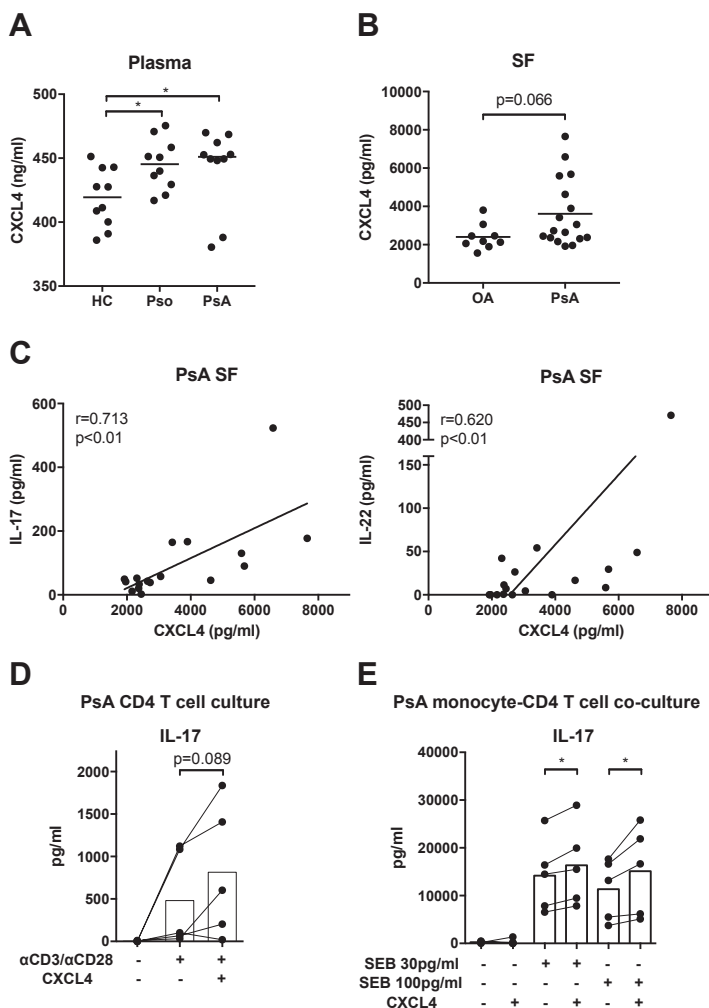 A
Plasma
CXCL4 (ng/ml)
500
450
400
350
*
*
HC Pso PsA
B
SF
CXCL4 (pg/ml)
10000
8000
6000
4000
2000
0
p=0.066
OA PsA
C
PsA SF
r=0.713
p<0.01
IL-17 (pg/ml)
600
400
200
0
0 2000 4000 6000 8000
CXCL4 (pg/ml)
PsA SF
r=0.620
p<0.01
IL-22 (pg/ml)
500
450
400
350
300
150
100
50
0
0 2000 4000 6000 8000
CXCL4 (pg/ml)
D
PsA CD4 T cell culture
IL-17
p=0.089
pg/ml
2000
1500
1000
500
0
αCD3/αCD28 - + +
CXCL4 - - +
E
PsA monocyte-CD4 T cell co-culture
IL-17
* *
pg/ml
40000
30000
20000
10000
0
SEB 30pg/ml - - + + - -
SEB 100pg/ml - - - - + +
CXCL4 - + - + - +